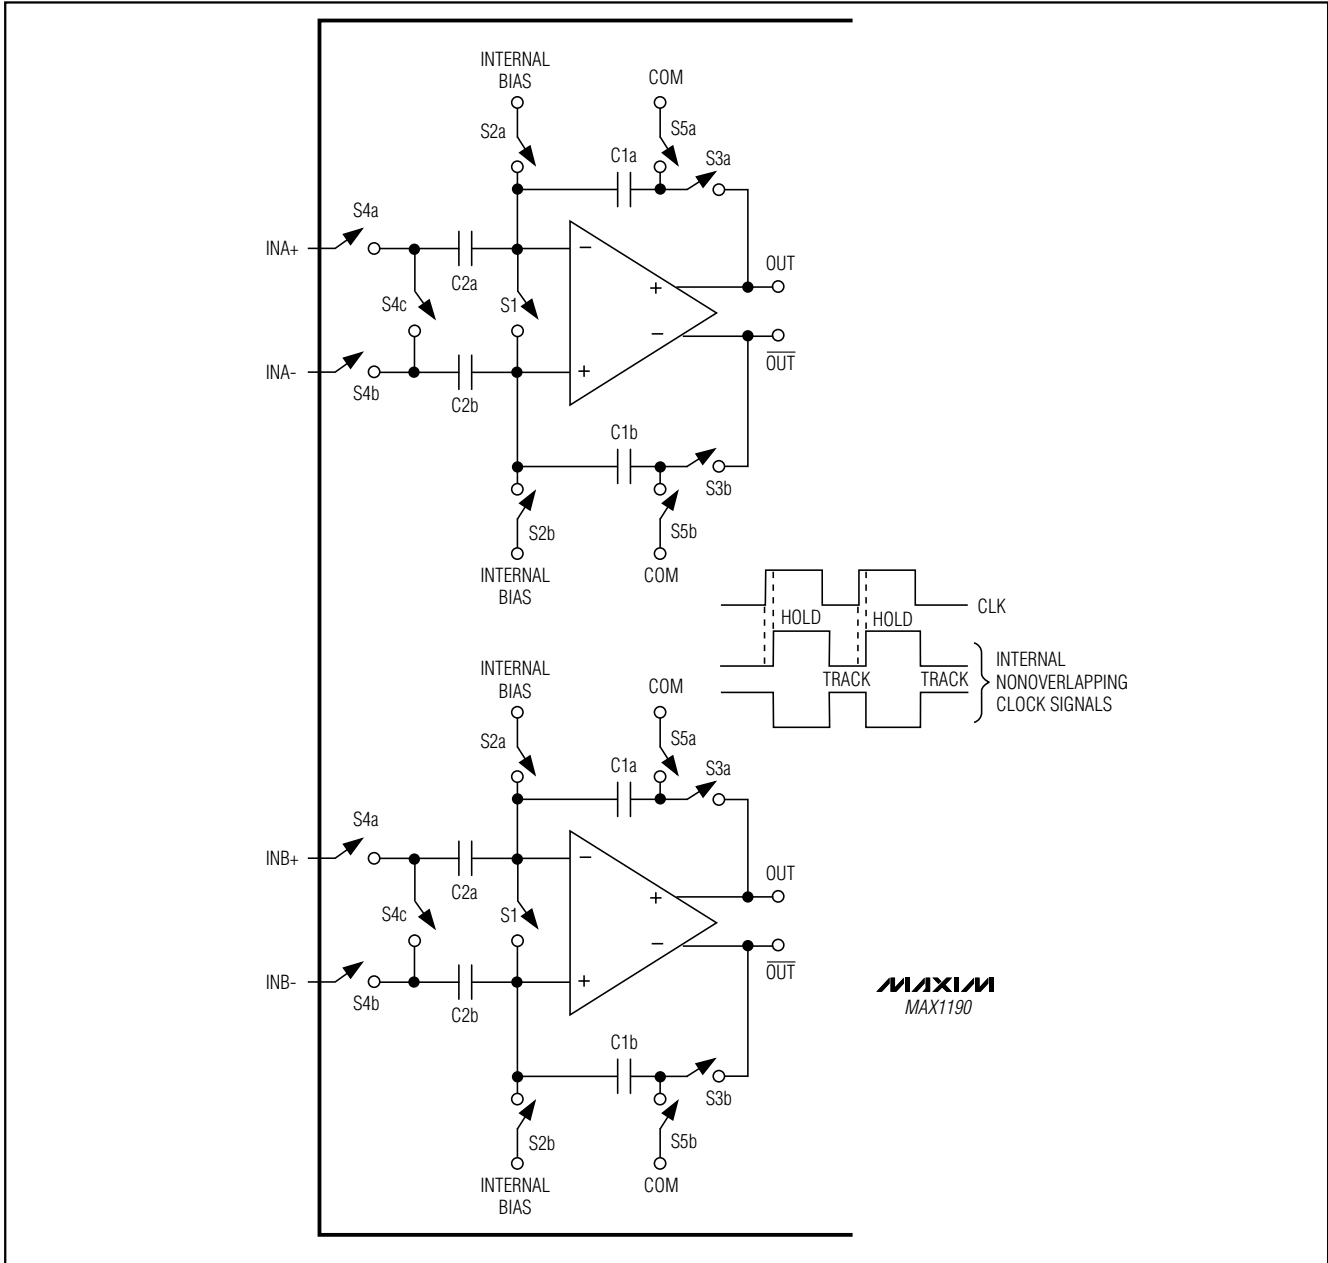 INTERNAL
BIAS
COM
S2a
S5a
C1a
S3a
S4a
INA+
−
C2a
OUT
+
S4c
S1
−
OUT
INA-
+
S4b
C2b
C1b
S3b
S2b
S5b
INTERNAL
BIAS
COM
CLK
HOLD
HOLD
TRACK
TRACK
INTERNAL
NONOVERLAPPING
CLOCK SIGNALS
INTERNAL
BIAS
COM
S2a
S5a
C1a
S3a
S4a
INB+
−
C2a
OUT
+
S4c
S1
−
OUT
INB-
+
S4b
C2b
MAXIM
MAX1190
C1b
S3b
S2b
S5b
INTERNAL
BIAS
COM